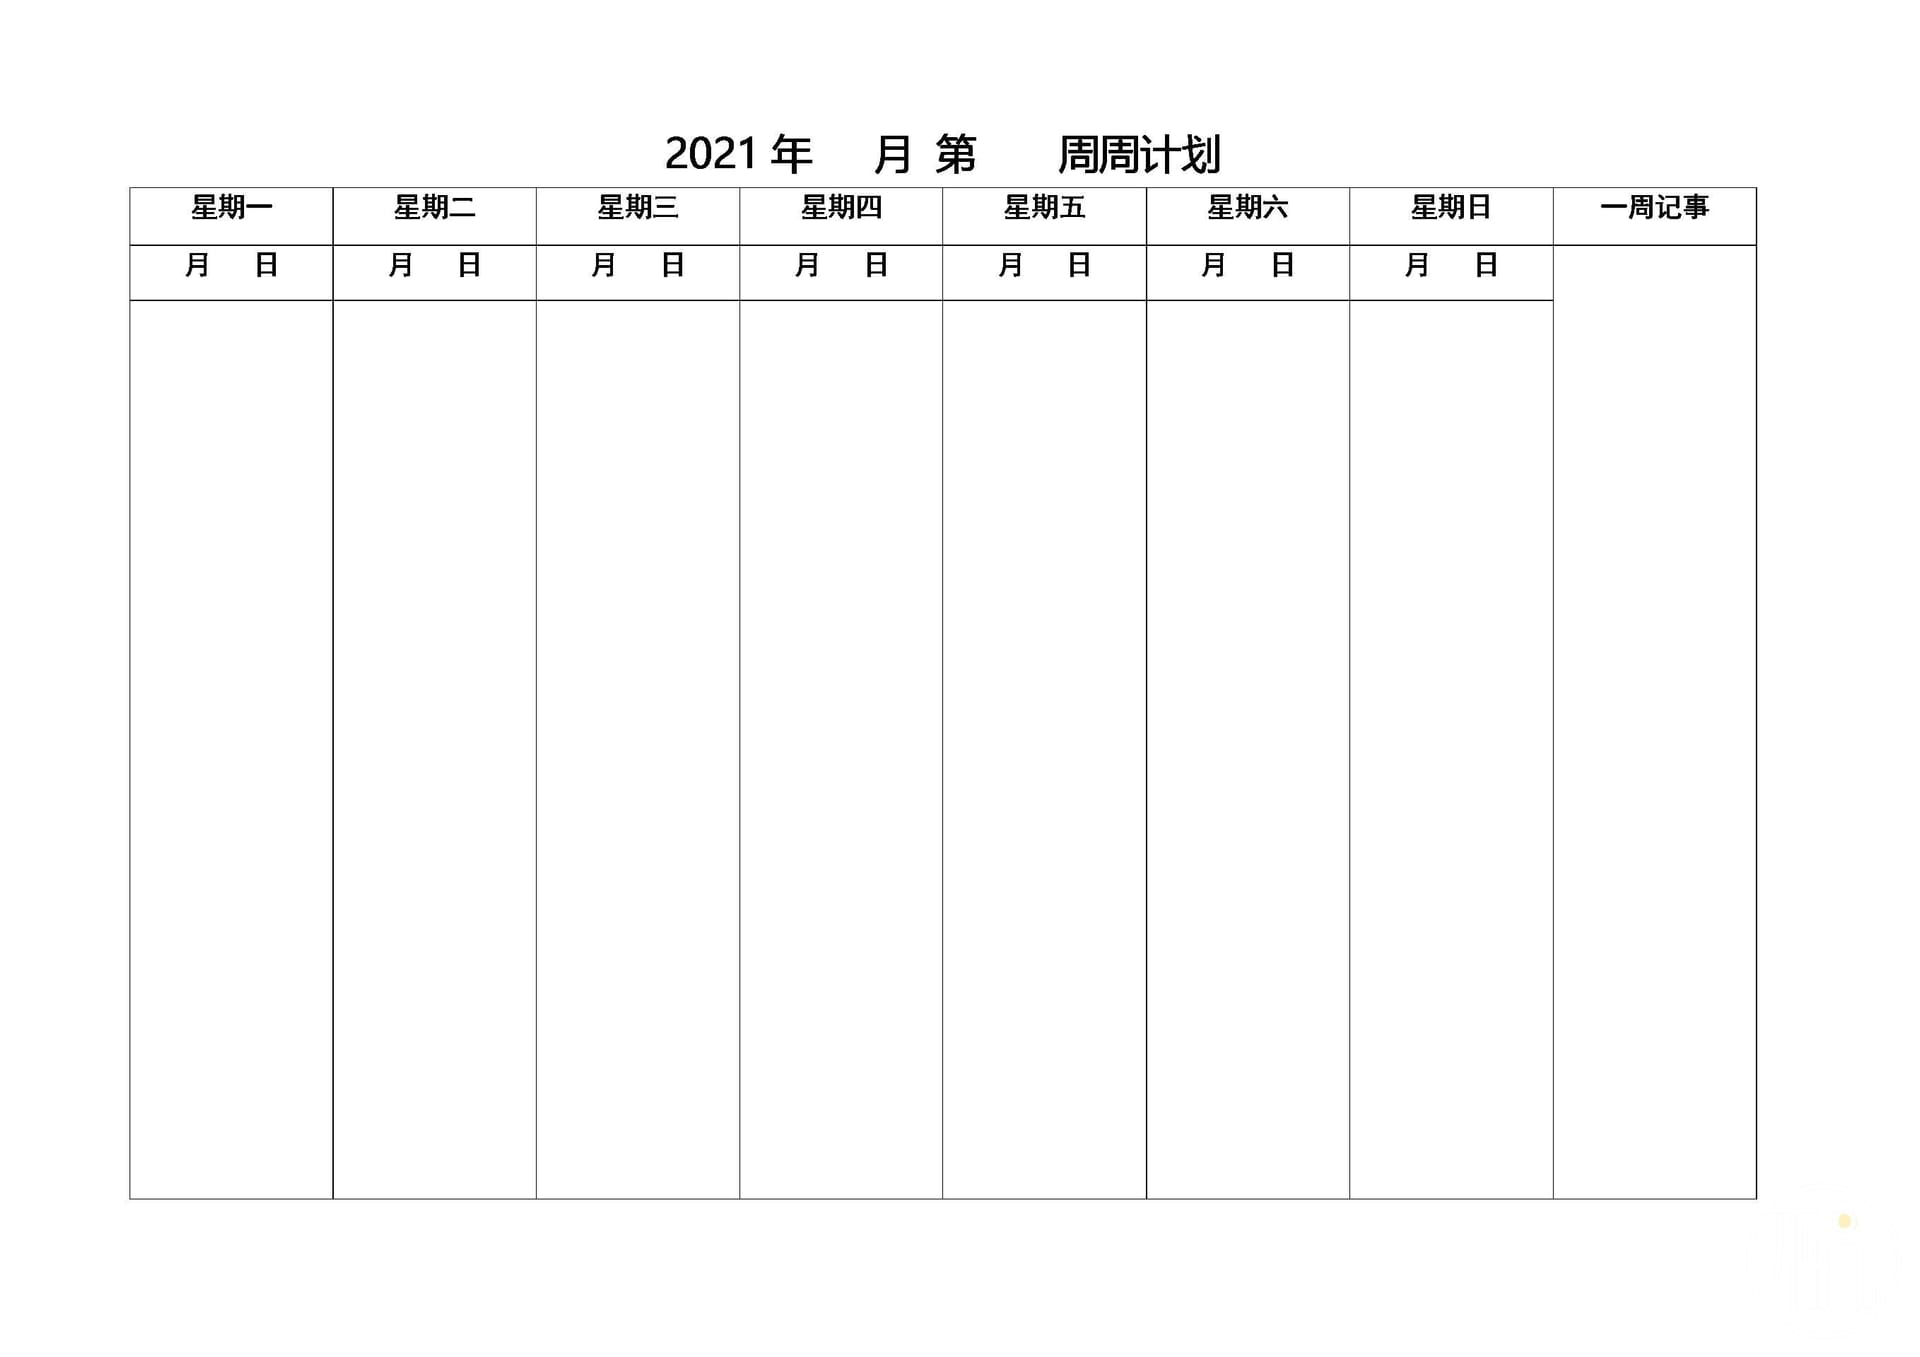 2021 年 月 第 周周计划
星期一 星期二 星期三 星期四 星期五 星期六 星期日 一周记事
月 日 月 日 月 日 月 日 月 日 月 日 月 日